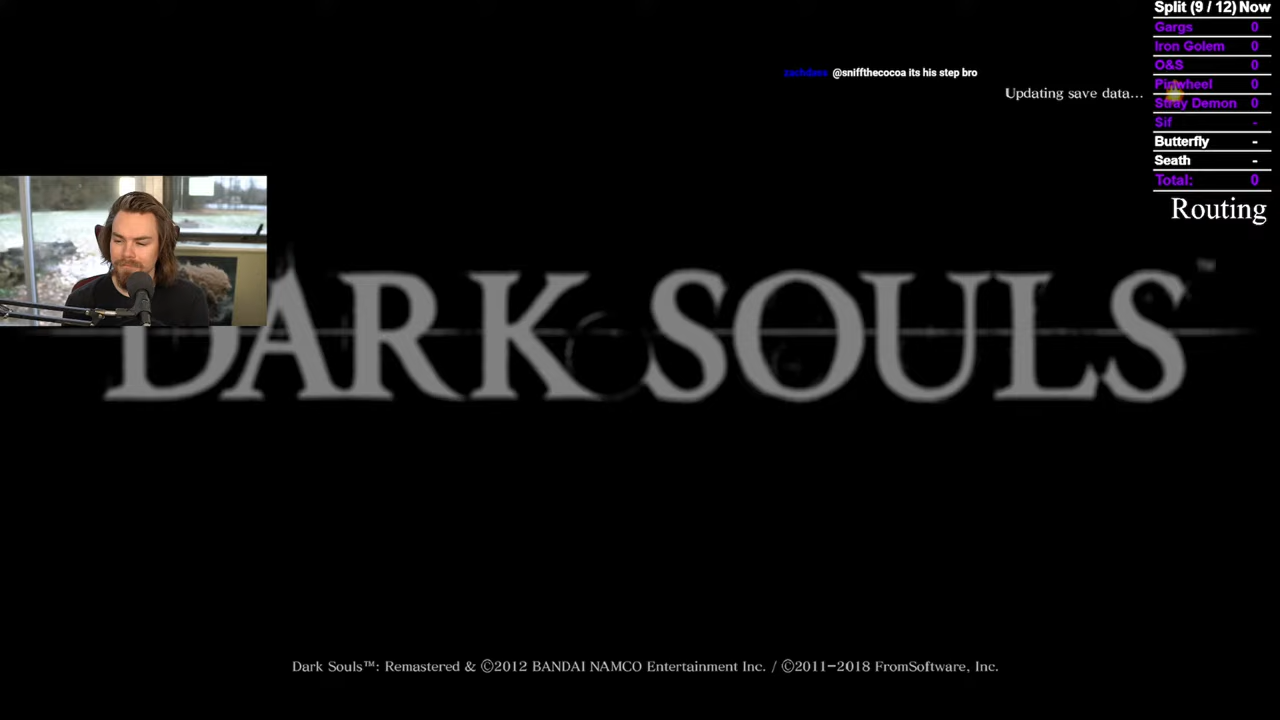 Split (9 / 12) Now
Gargs 0
Iron Golem 0
O&S 0
Pinwheel 0
Stray Demon 0
Sif -
Butterfly -
Seath -
Total: 0
Routing
@sniffthecocoa its his step bro
Updating save data...
DARK SOULS™
Dark Souls™: Remastered & ©2012 BANDAI NAMCO Entertainment Inc. / ©2011-2018 FromSoftware, Inc.